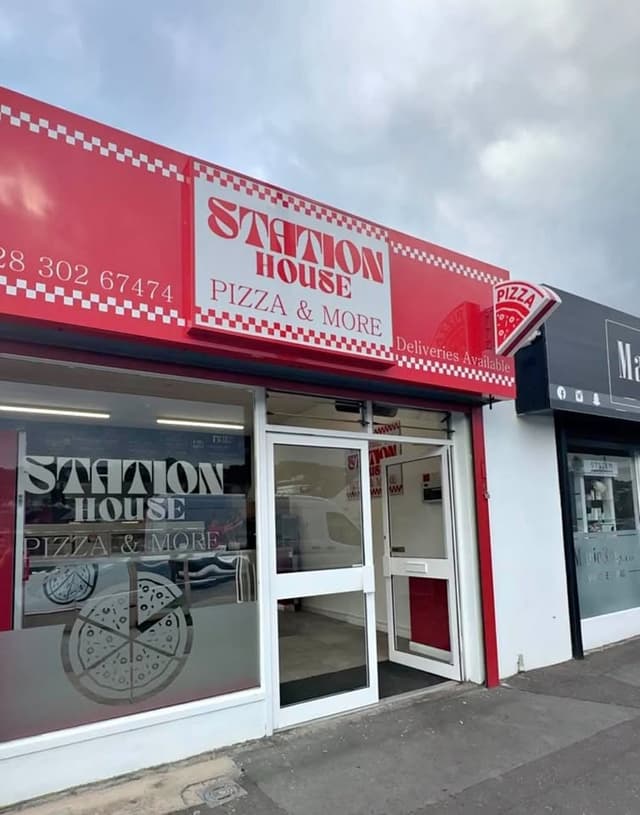 STATION
HOUSE
PIZZA & MORE
28 302 67474
Deliveries Available
PIZZA
STATION
HOUSE
PIZZA & MORE